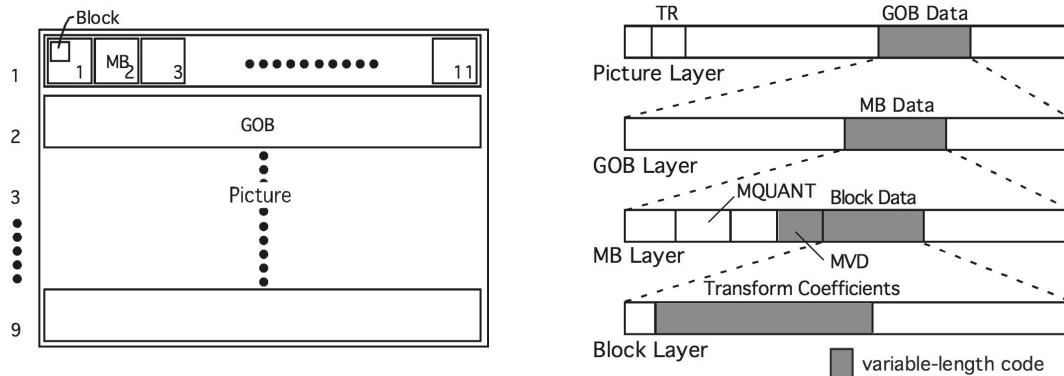 Block
MB
1
2
3
11
1
GOB
2
Picture
3
9
TR
GOB Data
Picture Layer
MB Data
GOB Layer
MQUANT
Block Data
MB Layer
MVD
Transform Coefficients
Block Layer
variable-length code